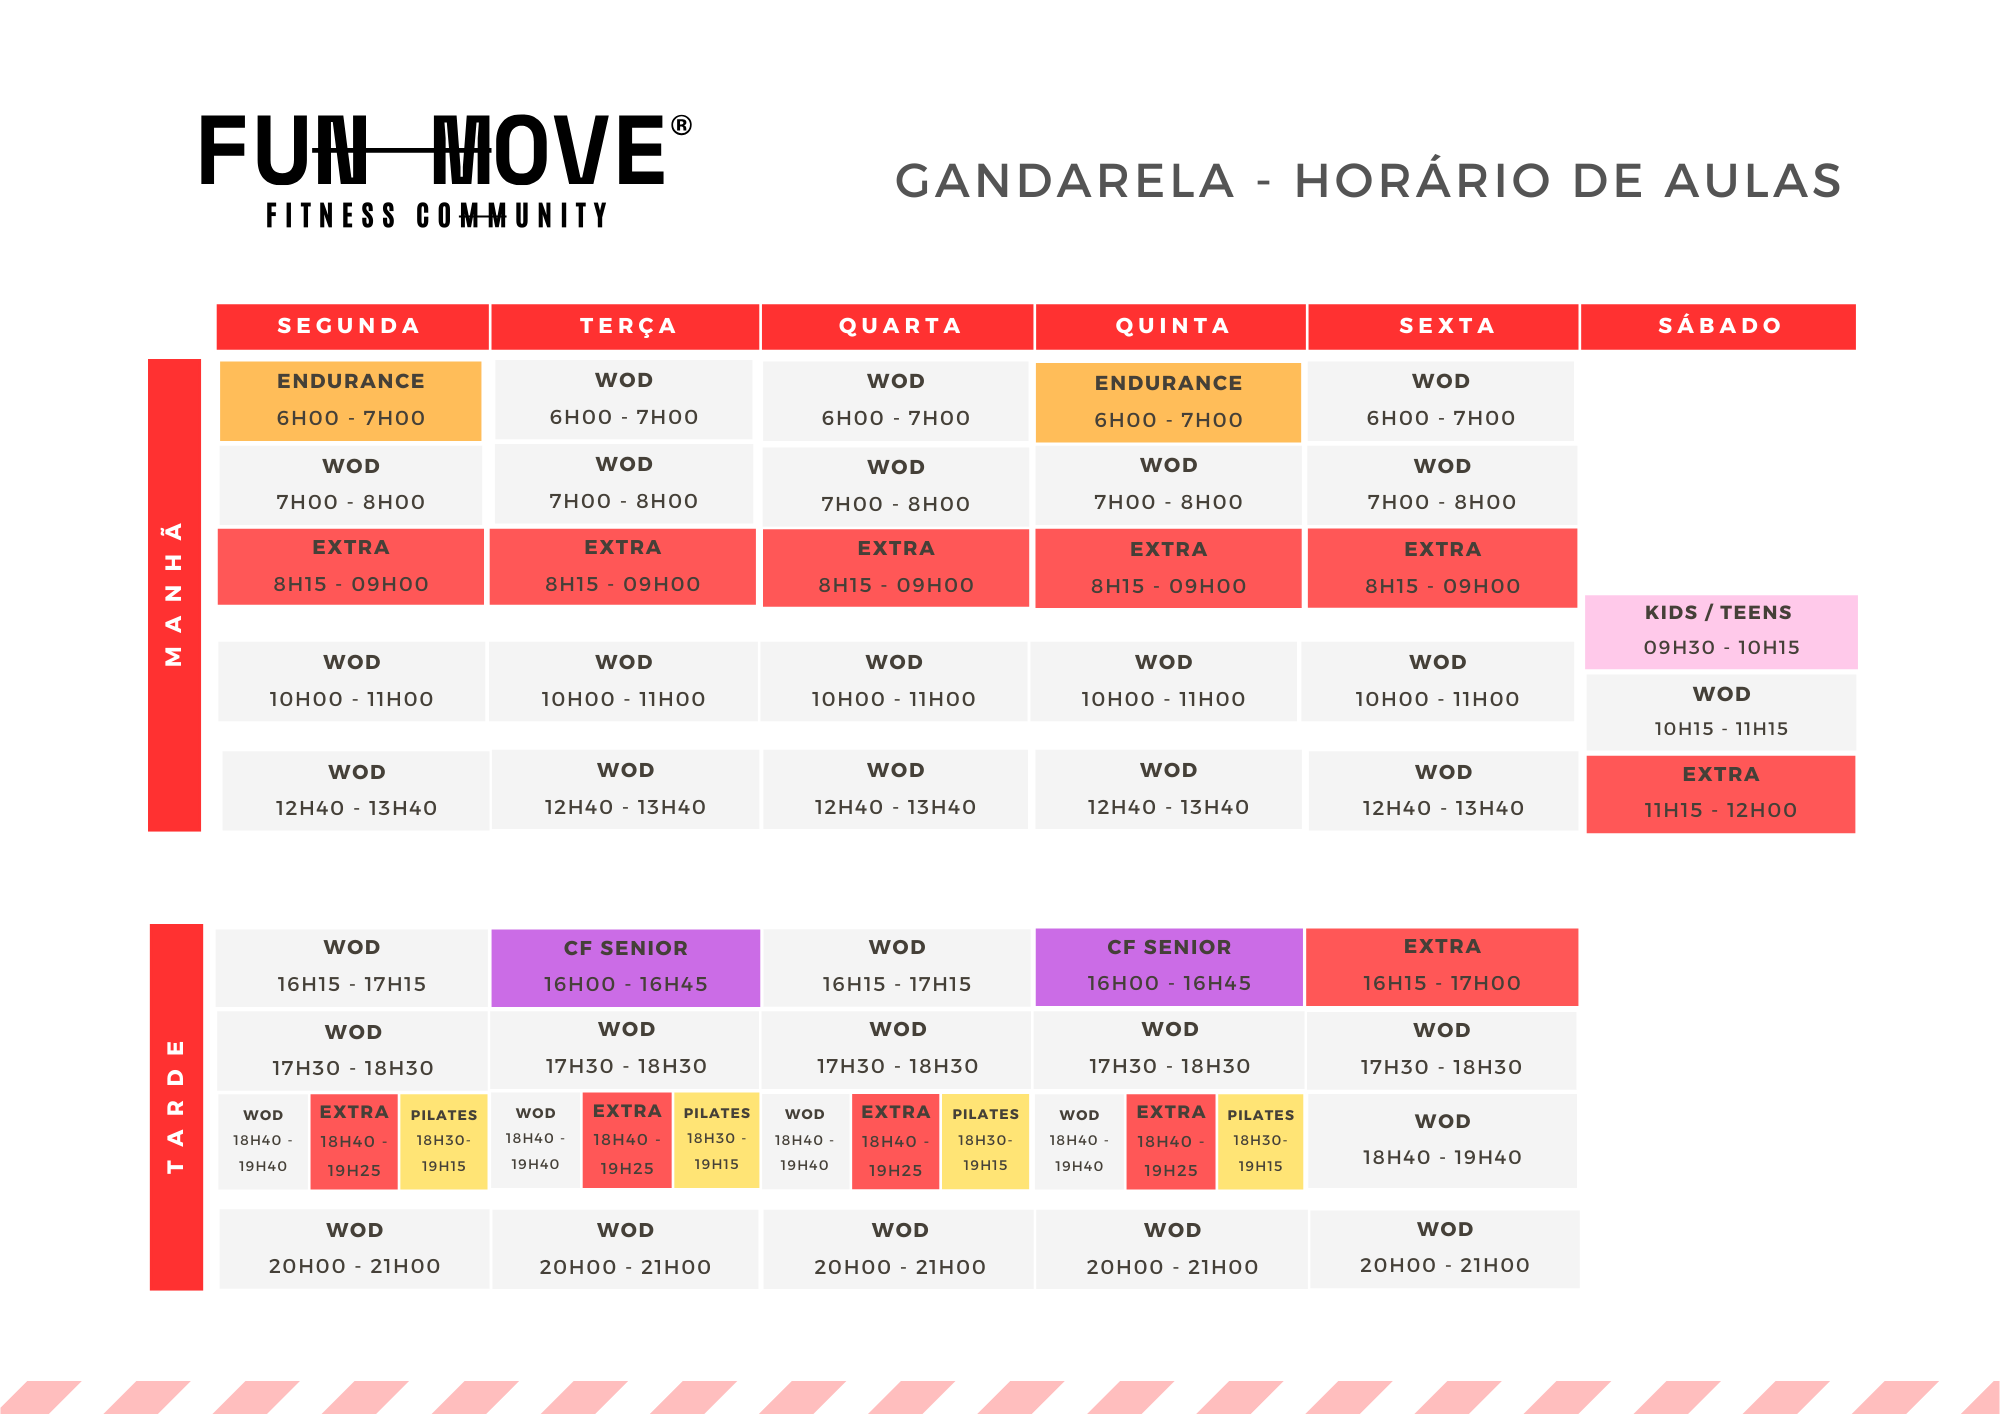 FUN MOVE®
FITNESS COMMUNITY
GANDARELA - HORÁRIO DE AULAS
SEGUNDA TERÇA QUARTA QUINTA SEXTA SÁBADO
MANHÃ
ENDURANCE WOD WOD ENDURANCE WOD
6H00 - 7H00 6H00 - 7H00 6H00 - 7H00 6H00 - 7H00 6H00 - 7H00
WOD WOD WOD WOD WOD
7H00 - 8H00 7H00 - 8H00 7H00 - 8H00 7H00 - 8H00 7H00 - 8H00
EXTRA EXTRA EXTRA EXTRA EXTRA
8H15 - 09H00 8H15 - 09H00 8H15 - 09H00 8H15 - 09H00 8H15 - 09H00
KIDS / TEENS
09H30 - 10H15
WOD WOD WOD WOD WOD
10H00 - 11H00 10H00 - 11H00 10H00 - 11H00 10H00 - 11H00 10H00 - 11H00
WOD
10H15 - 11H15
WOD WOD WOD WOD WOD EXTRA
12H40 - 13H40 12H40 - 13H40 12H40 - 13H40 12H40 - 13H40 12H40 - 13H40 11H15 - 12H00
TARDE
WOD CF SENIOR WOD CF SENIOR EXTRA
16H15 - 17H15 16H00 - 16H45 16H15 - 17H15 16H00 - 16H45 16H15 - 17H00
WOD WOD WOD WOD WOD
17H30 - 18H30 17H30 - 18H30 17H30 - 18H30 17H30 - 18H30 17H30 - 18H30
WOD EXTRA PILATES WOD EXTRA PILATES WOD EXTRA PILATES WOD EXTRA PILATES WOD
18H40 - 18H40 - 18H30- 18H40 - 18H40 - 18H30 - 18H40 - 18H40 - 18H30- 18H40 - 18H40 - 18H30- 18H40 - 19H40
19H40 19H25 19H15 19H40 19H25 19H15 19H40 19H25 19H15 19H40 19H25 19H15
WOD WOD WOD WOD WOD
20H00 - 21H00 20H00 - 21H00 20H00 - 21H00 20H00 - 21H00 20H00 - 21H00